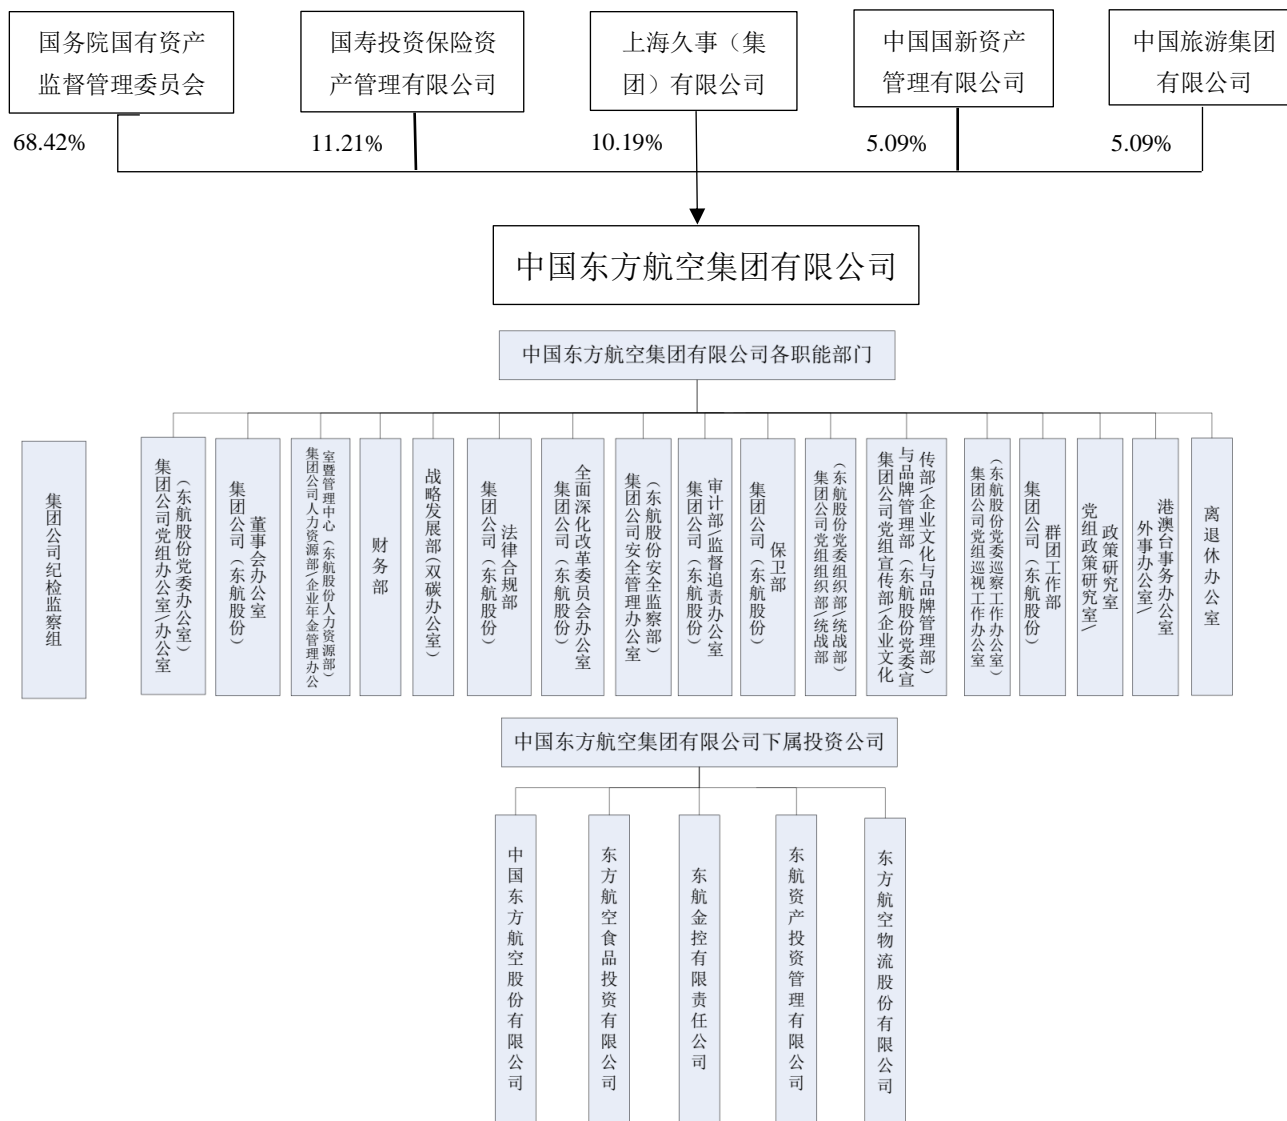 国务院国有资产
监督管理委员会
国寿投资保险资
产管理有限公司
上海久事（集
团）有限公司
中国国新资产
管理有限公司
中国旅游集团
有限公司
68.42%
11.21%
10.19%
5.09%
5.09%
中国东方航空集团有限公司
中国东方航空集团有限公司各职能部门
集团公司纪检监察组
集团公司党组办公室\办公室
（东航股份党委办公室）
集团公司（东航股份）
董事会办公室
集团公司人力资源部\企业年金管理办公
室暨管理中心（东航股份人力资源部）
财务部
战略发展部（双碳办公室）
集团公司（东航股份）
法律合规部
集团公司（东航股份）
全面深化改革委员会办公室
集团公司安全管理办公室
（东航股份安全监察部）
集团公司（东航股份）
审计部\监督追责办公室
集团公司（东航股份）
保卫部
集团公司党组组织部\统战部
（东航股份党委组织部\统战部）
集团公司党组宣传部\企业文化
与品牌管理部（东航股份党委宣
传部\企业文化与品牌管理部）
集团公司党组巡视工作办公室
（东航股份党委巡察工作办公室）
集团公司（东航股份）
群团工作部
党组政策研究室\
政策研究室
外事办公室\
港澳台事务办公室
离退休办公室
中国东方航空集团有限公司下属投资公司
中国东方航空股份有限公司
东方航空食品投资有限公司
东航金控有限责任公司
东航资产投资管理有限公司
东方航空物流股份有限公司